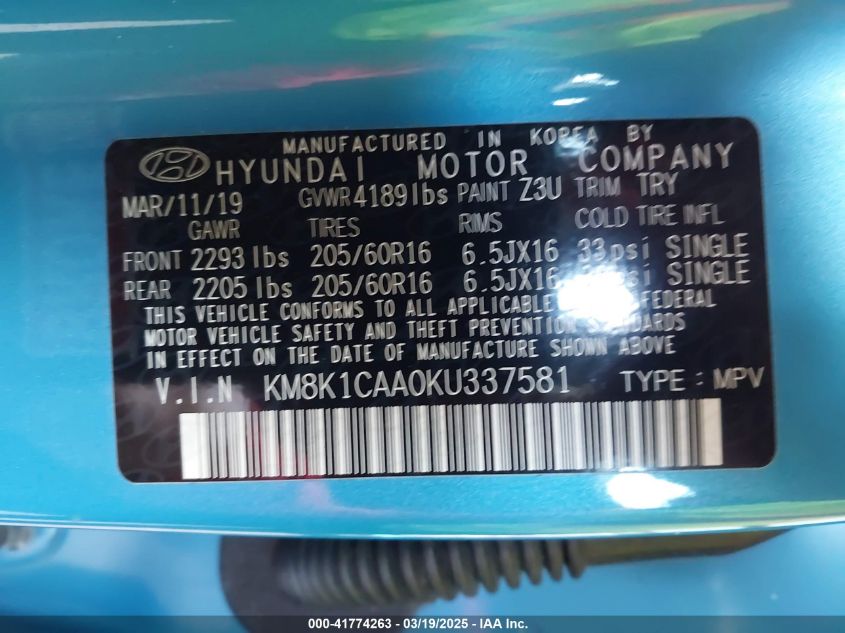 MANUFACTURED IN KOREA BY
HYUNDAI MOTOR COMPANY
MAR/11/19 GVWR 4189 lbs PAINT Z3U TRIM TRY
GAWR TIRES RIMS COLD TIRE INFL
FRONT 2293 lbs 205/60R16 6.5JX16 33psi SINGLE
REAR 2205 lbs 205/60R16 6.5JX16 SINGLE
THIS VEHICLE CONFORMS TO ALL APPLICABLE FEDERAL
MOTOR VEHICLE SAFETY AND THEFT PREVENTION STANDARDS
IN EFFECT ON THE DATE OF MANUFACTURE SHOWN ABOVE
V.I.N KM8K1CAA0KU337581 TYPE : MPV
000-41774263 - 03/19/2025 - IAA Inc.